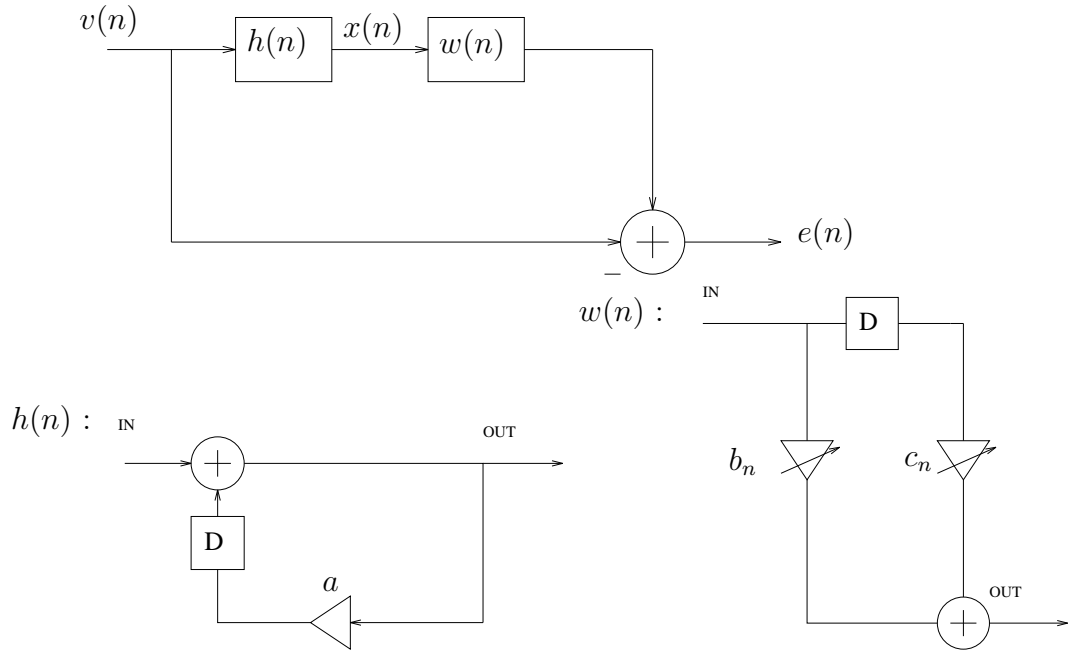 v(n)
h(n)
x(n)
w(n)
+
e(n)
−
w(n) :
IN
D
h(n) :
IN
OUT
+
b_n
c_n
D
a
OUT
+